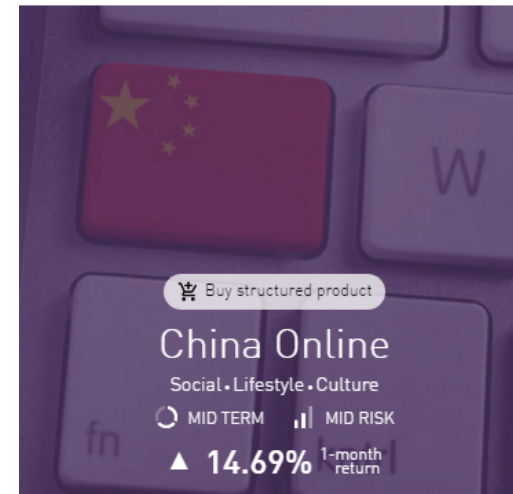 W
Buy structured product
China Online
Social • Lifestyle • Culture
MID TERM MID RISK
fn
▲ 14.69% 1-month return